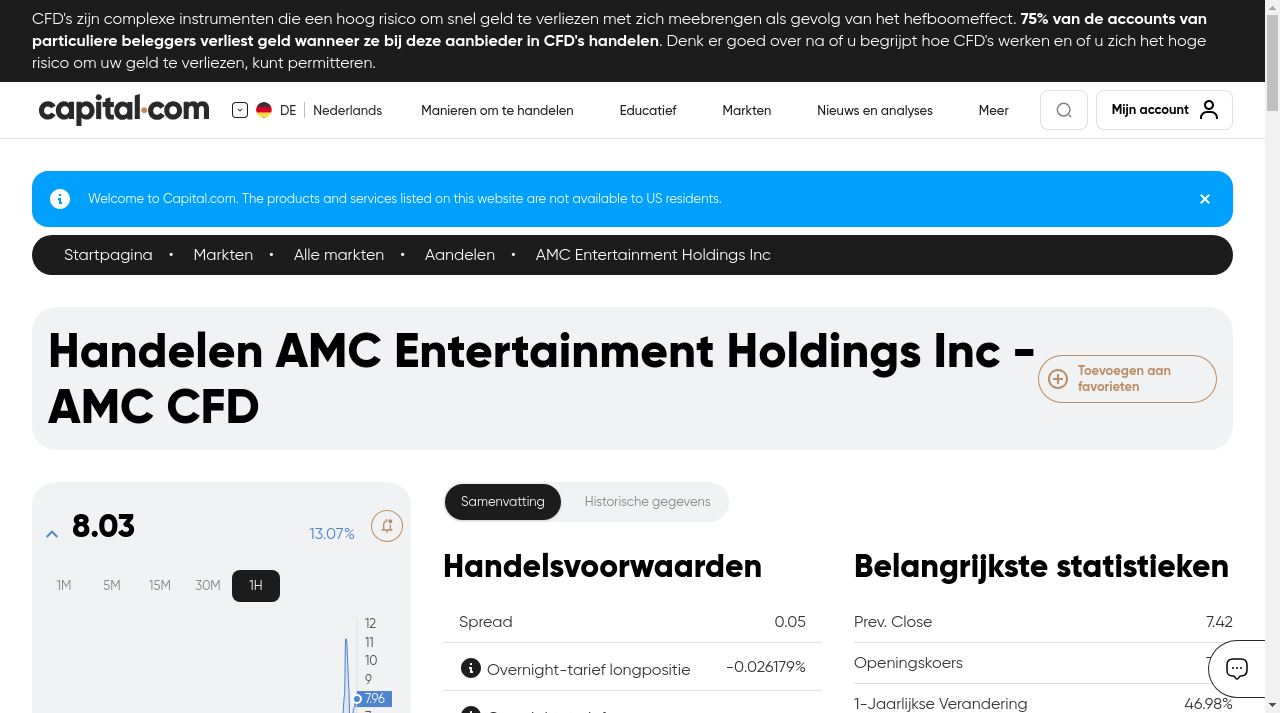 CFD's zijn complexe instrumenten die een hoog risico om snel geld te verliezen met zich meebrengen als gevolg van het hefboomeffect. 75% van de accounts van
particuliere beleggers verliest geld wanneer ze bij deze aanbieder in CFD's handelen. Denk er goed over na of u begrijpt hoe CFD's werken en of u zich het hoge
risico om uw geld te verliezen, kunt permitteren.
capital.com
DE Nederlands
Manieren om te handelen
Educatief
Markten
Nieuws en analyses
Meer
Mijn account
Welcome to Capital.com. The products and services listed on this website are not available to US residents.
Startpagina • Markten • Alle markten • Aandelen • AMC Entertainment Holdings Inc
Handelen AMC Entertainment Holdings Inc -
AMC CFD
Toevoegen aan
favorieten
8.03
13.07%
1M 5M 15M 30M 1H
12
11
10
9
7.96
Samenvatting
Historische gegevens
Handelsvoorwaarden
Spread 0.05
Overnight-tarief longpositie -0.026179%
Belangrijkste statistieken
Prev. Close 7.42
Openingskoers
1-Jaarlijkse Verandering 46.98%